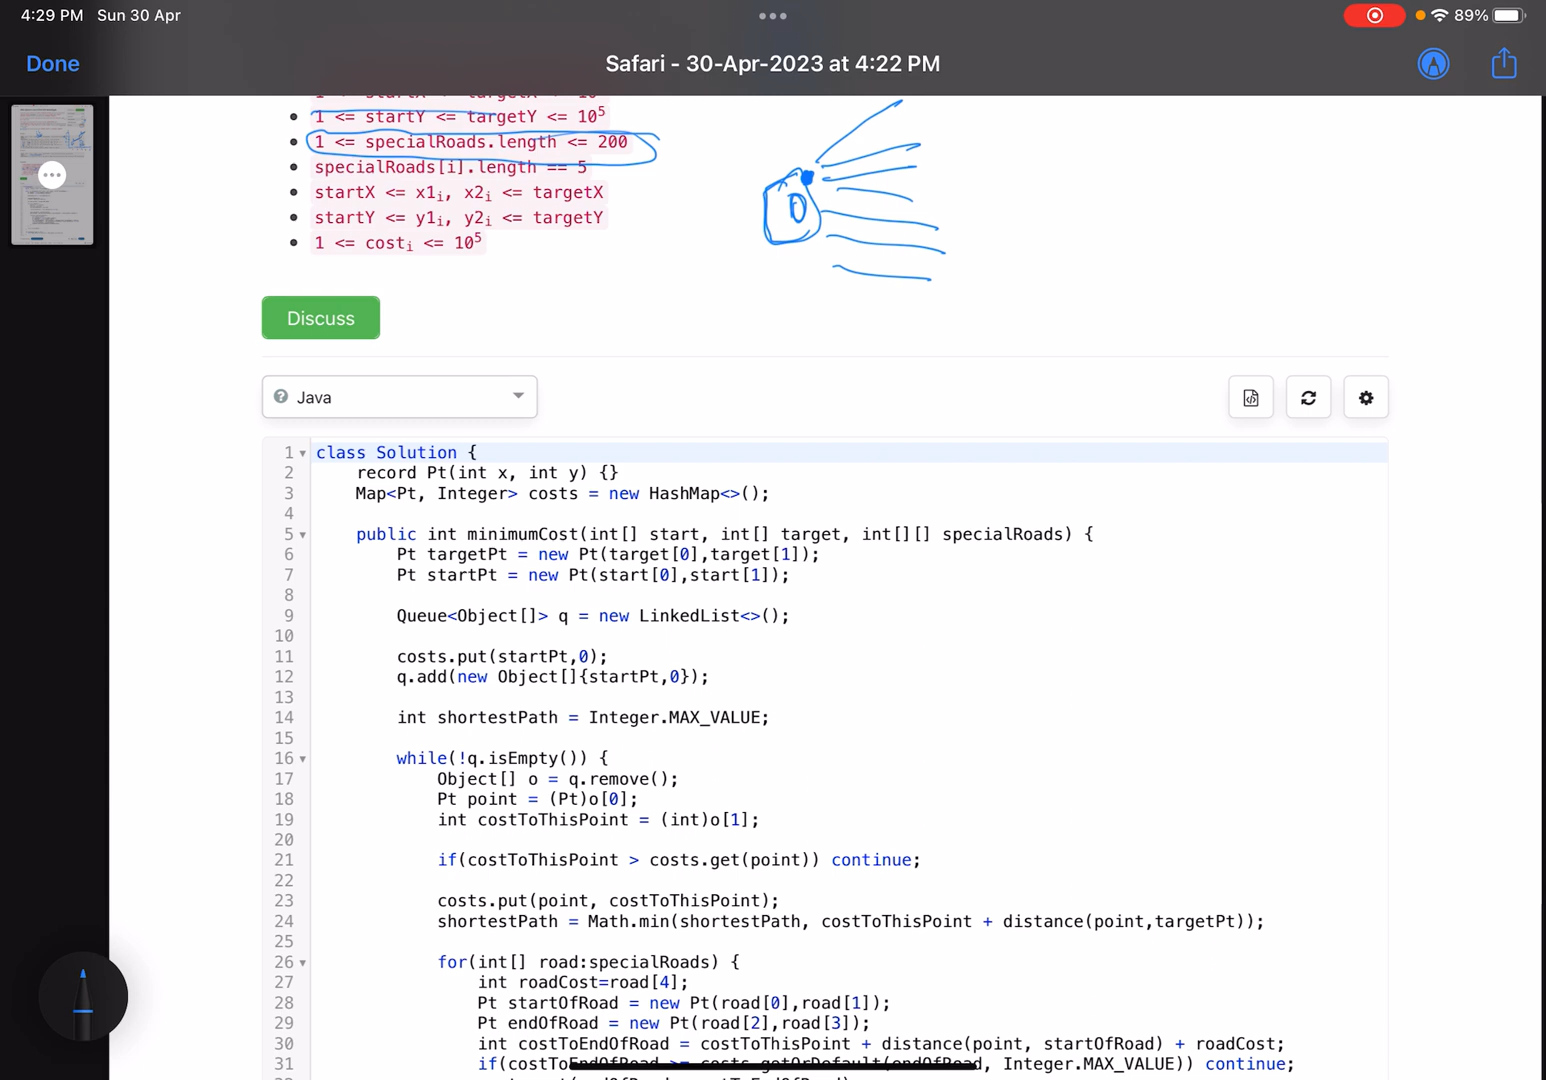 4:29 PM Sun 30 Apr
89%
Done
Safari - 30-Apr-2023 at 4:22 PM
1 <= startY <= targetY <= 10⁵
1 <= specialRoads.length <= 200
specialRoads[i].length == 5
startX <= x1ᵢ, x2ᵢ <= targetX
startY <= y1ᵢ, y2ᵢ <= targetY
1 <= costᵢ <= 10⁵
Discuss
Java
1 class Solution {
2 record Pt(int x, int y) {}
3 Map<Pt, Integer> costs = new HashMap<>();
4
5 public int minimumCost(int[] start, int[] target, int[][] specialRoads) {
6 Pt targetPt = new Pt(target[0],target[1]);
7 Pt startPt = new Pt(start[0],start[1]);
8
9 Queue<Object[]> q = new LinkedList<>();
10
11 costs.put(startPt,0);
12 q.add(new Object[]{startPt,0});
13
14 int shortestPath = Integer.MAX_VALUE;
15
16 while(!q.isEmpty()) {
17 Object[] o = q.remove();
18 Pt point = (Pt)o[0];
19 int costToThisPoint = (int)o[1];
20
21 if(costToThisPoint > costs.get(point)) continue;
22
23 costs.put(point, costToThisPoint);
24 shortestPath = Math.min(shortestPath, costToThisPoint + distance(point,targetPt));
25
26 for(int[] road:specialRoads) {
27 int roadCost=road[4];
28 Pt startOfRoad = new Pt(road[0],road[1]);
29 Pt endOfRoad = new Pt(road[2],road[3]);
30 int costToEndOfRoad = costToThisPoint + distance(point, startOfRoad) + roadCost;
31 if(costToEndOfRoad >= costs.getOrDefault(endOfRoad, Integer.MAX_VALUE)) continue;